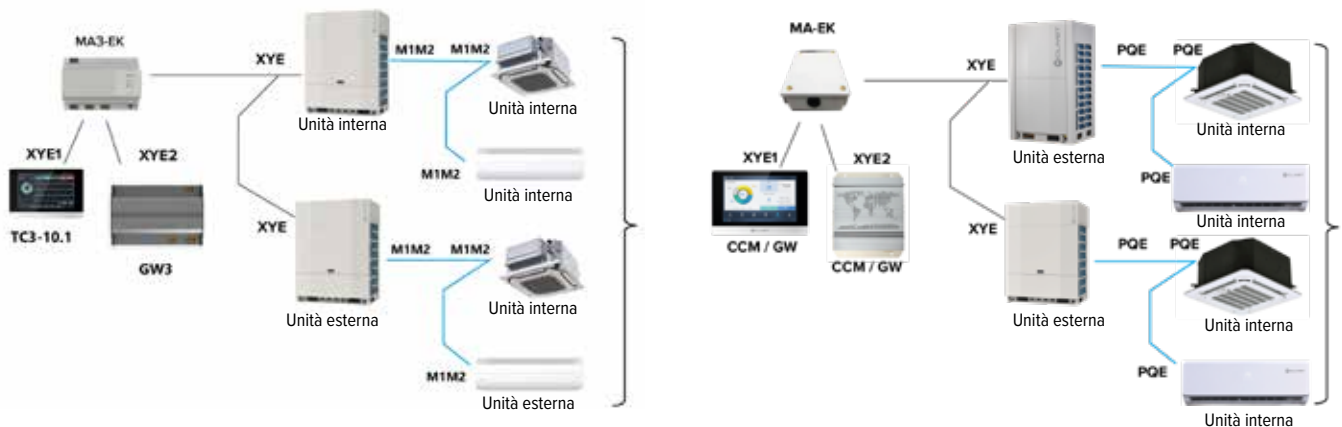 MA3-EK
XYE
M1M2
M1M2
Unità interna
Unità interna
XYE1
XYE2
M1M2
Unità interna
TC3-10.1
GW3
XYE
M1M2
M1M2
Unità interna
Unità esterna
M1M2
Unità esterna
MA-EK
XYE
PQE
PQE
Unità interna
Unità esterna
XYE1
XYE2
PQE
Unità interna
CCM / GW
CCM / GW
XYE
PQE
PQE
Unità esterna
Unità interna
PQE
Unità interna